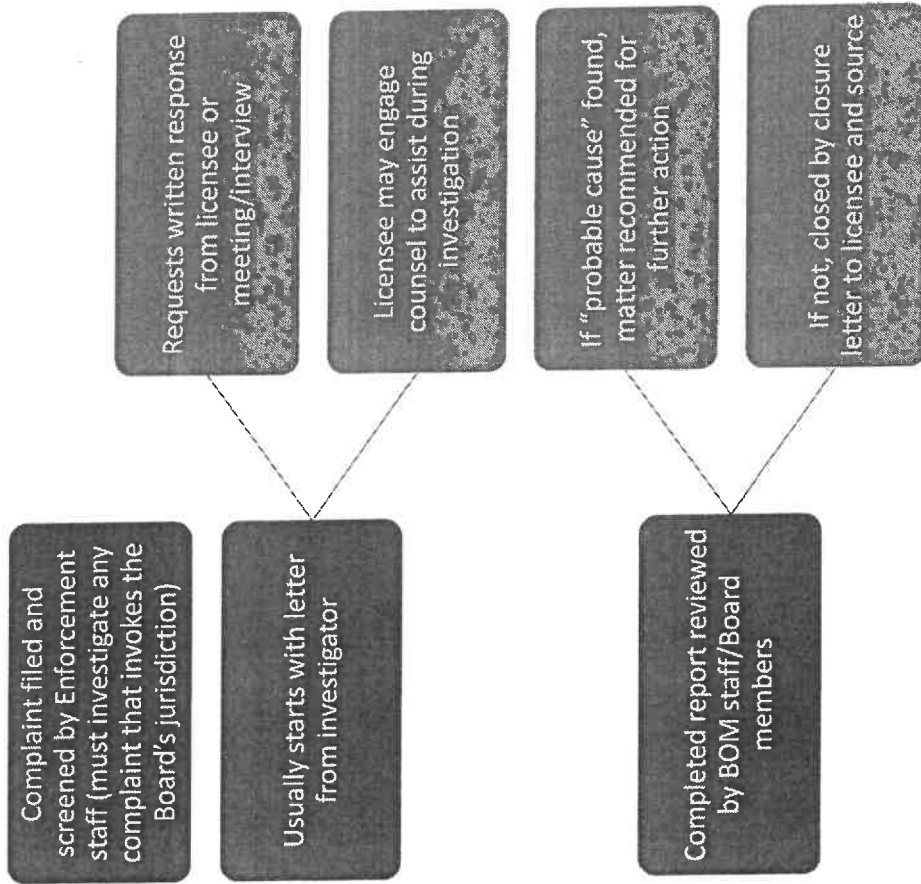 Complaint filed and
screened by Enforcement
staff (must investigate any
complaint that invokes the
Board's jurisdiction)
Usually starts with letter
from investigator
Requests written response
from licensee or
meeting/interview
Licensee may engage
counsel to assist during
investigation
Completed report reviewed
by BOM staff/Board
members
If "probable cause" found,
matter recommended for
further action
If not, closed by closure
letter to licensee and source